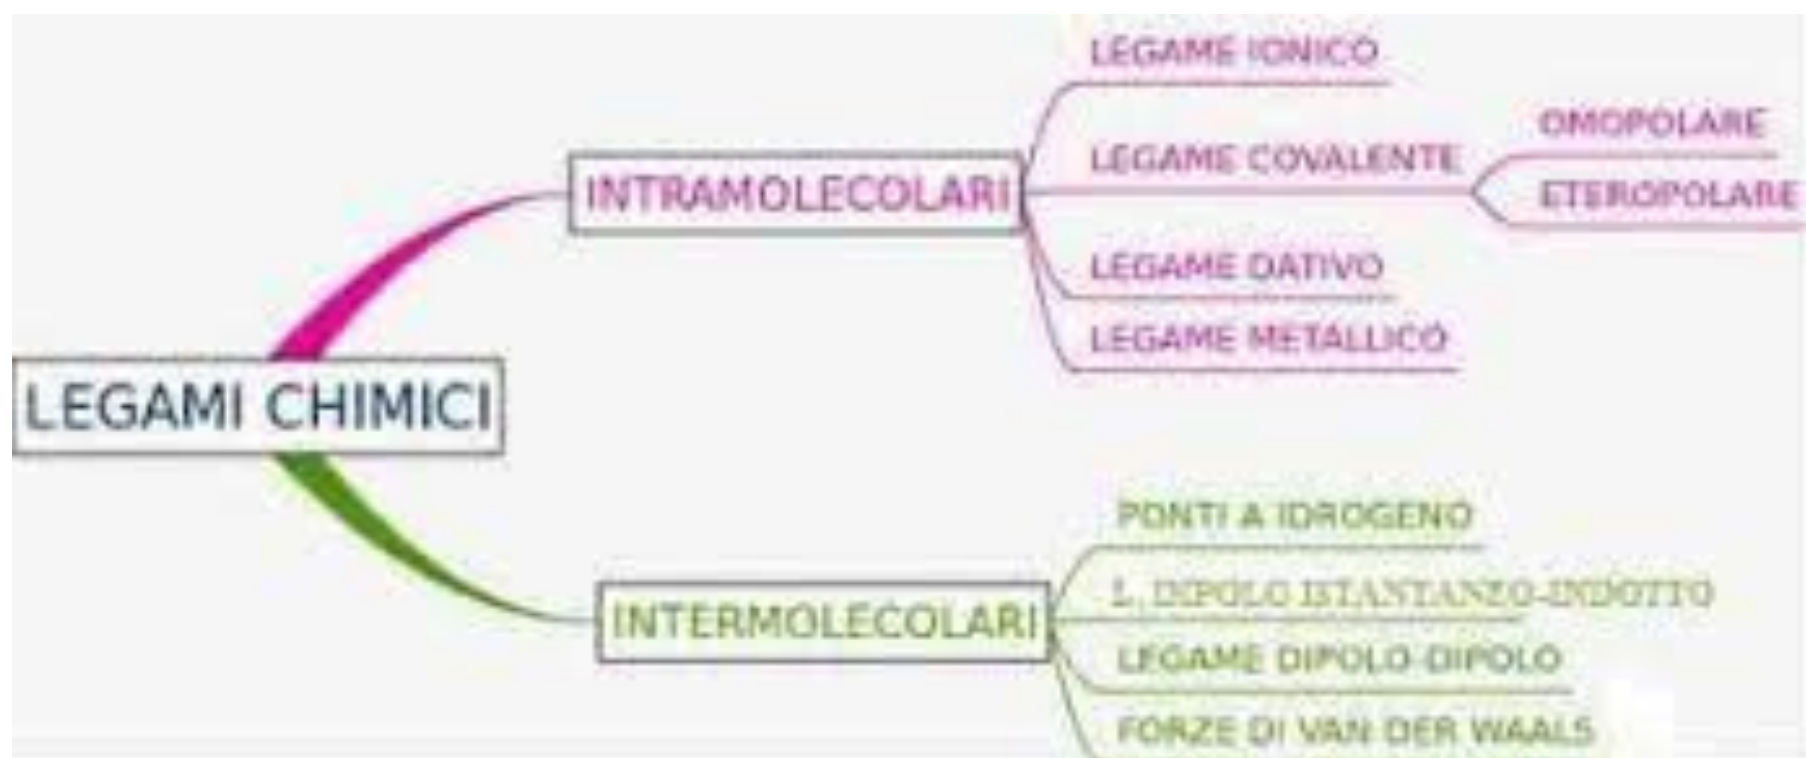 LEGAME IONICO
OMOPOLARE
LEGAME COVALENTE
ETEROPOLARE
INTRAMOLECOLARI
LEGAME DATIVO
LEGAME METALLICO
LEGAMI CHIMICI
PONTI A IDROGENO
L. DIPOLO ISTANTANEO-INDOTTO
INTERMOLECOLARI
LEGAME DIPOLO-DIPOLO
FORZE DI VAN DER WAALS